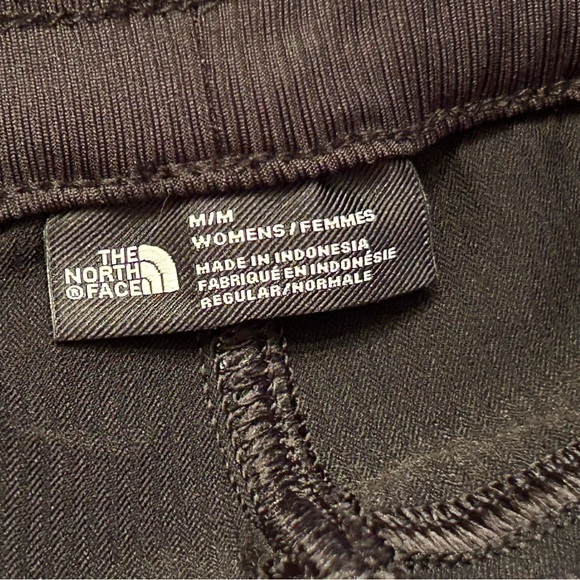 THE
NORTH
® FACE
M/M
WOMENS/FEMMES
MADE IN INDONESIA
FABRIQUÉ EN INDONÉSIE
REGULAR/NORMALE